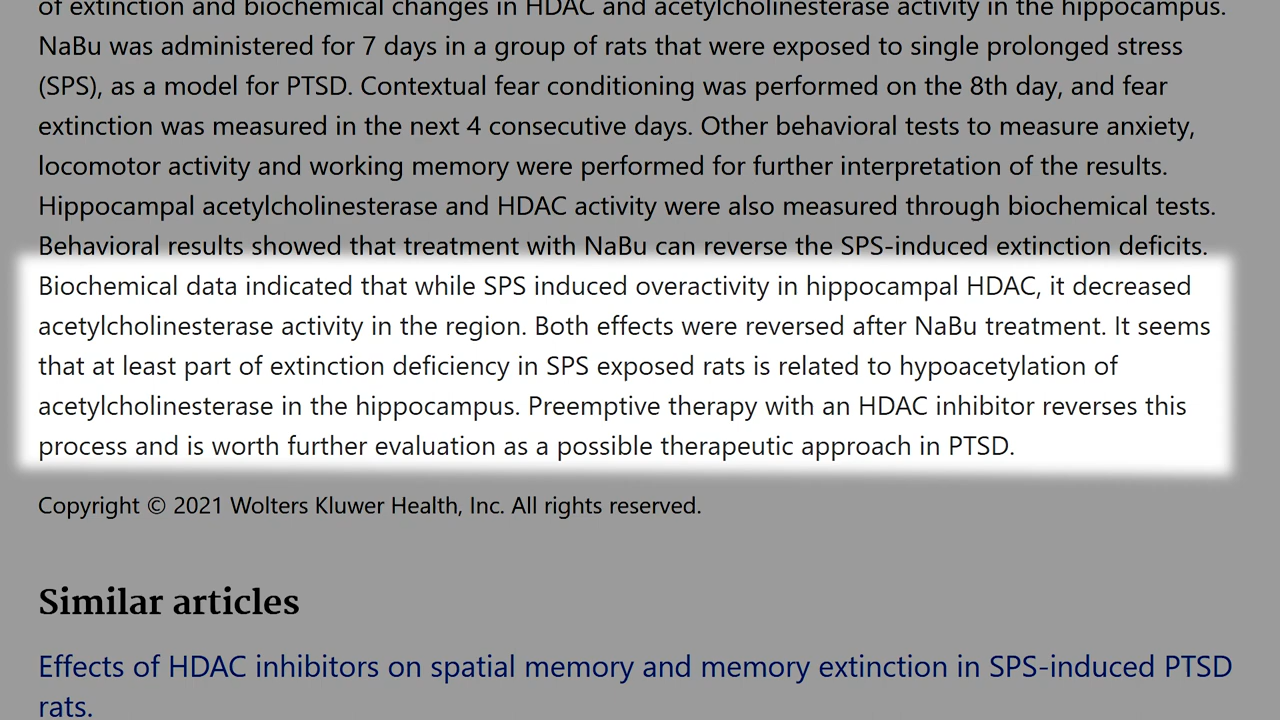 of extinction and biochemical changes in HDAC and acetylcholinesterase activity in the hippocampus.
NaBu was administered for 7 days in a group of rats that were exposed to single prolonged stress
(SPS), as a model for PTSD. Contextual fear conditioning was performed on the 8th day, and fear
extinction was measured in the next 4 consecutive days. Other behavioral tests to measure anxiety,
locomotor activity and working memory were performed for further interpretation of the results.
Hippocampal acetylcholinesterase and HDAC activity were also measured through biochemical tests.
Behavioral results showed that treatment with NaBu can reverse the SPS-induced extinction deficits.
Biochemical data indicated that while SPS induced overactivity in hippocampal HDAC, it decreased
acetylcholinesterase activity in the region. Both effects were reversed after NaBu treatment. It seems
that at least part of extinction deficiency in SPS exposed rats is related to hypoacetylation of
acetylcholinesterase in the hippocampus. Preemptive therapy with an HDAC inhibitor reverses this
process and is worth further evaluation as a possible therapeutic approach in PTSD.
Copyright © 2021 Wolters Kluwer Health, Inc. All rights reserved.
Similar articles
Effects of HDAC inhibitors on spatial memory and memory extinction in SPS-induced PTSD
rats.